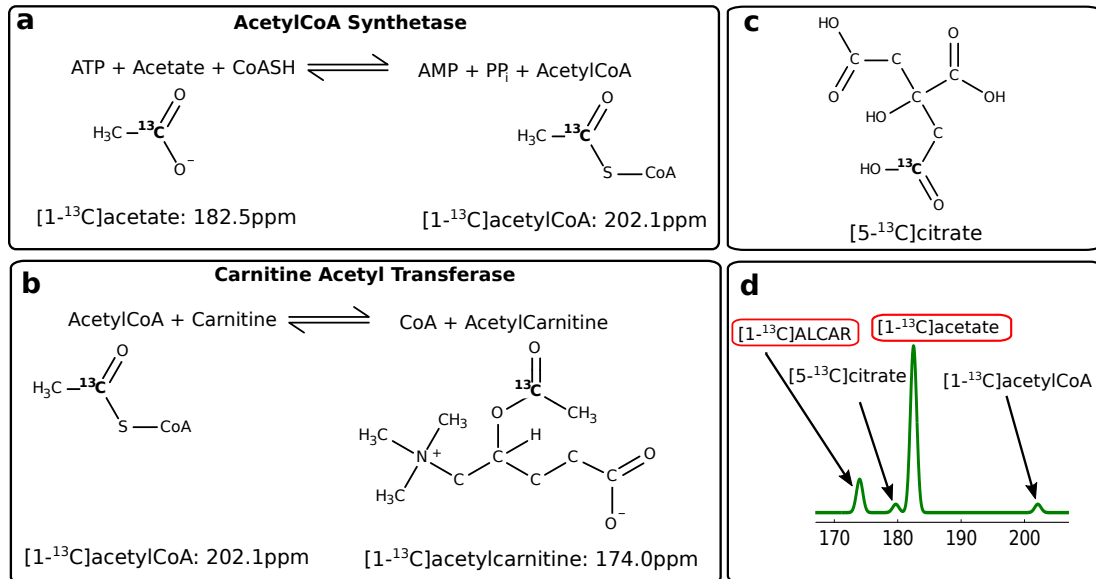 a
AcetylCoA Synthetase
ATP + Acetate + CoASH
AMP + PPi + AcetylCoA
O
H₃C
¹³C
O⁻
O
H₃C
¹³C
S
CoA
[1-¹³C]acetate: 182.5ppm
[1-¹³C]acetylCoA: 202.1ppm
b
Carnitine Acetyl Transferase
AcetylCoA + Carnitine
CoA + AcetylCarnitine
O
H₃C
¹³C
S
CoA
O
¹³C
O
CH₃
CH₃
H₃C
H
N⁺
C
C
C
C
O
H₃C
O⁻
[1-¹³C]acetylCoA: 202.1ppm
[1-¹³C]acetylcarnitine: 174.0ppm
c
HO
O
C
C
C
O
C
OH
HO
C
HO
¹³C
O
[5-¹³C]citrate
d
[1-¹³C]ALCAR
[1-¹³C]acetate
[5-¹³C]citrate
[1-¹³C]acetylCoA
170 180 190 200